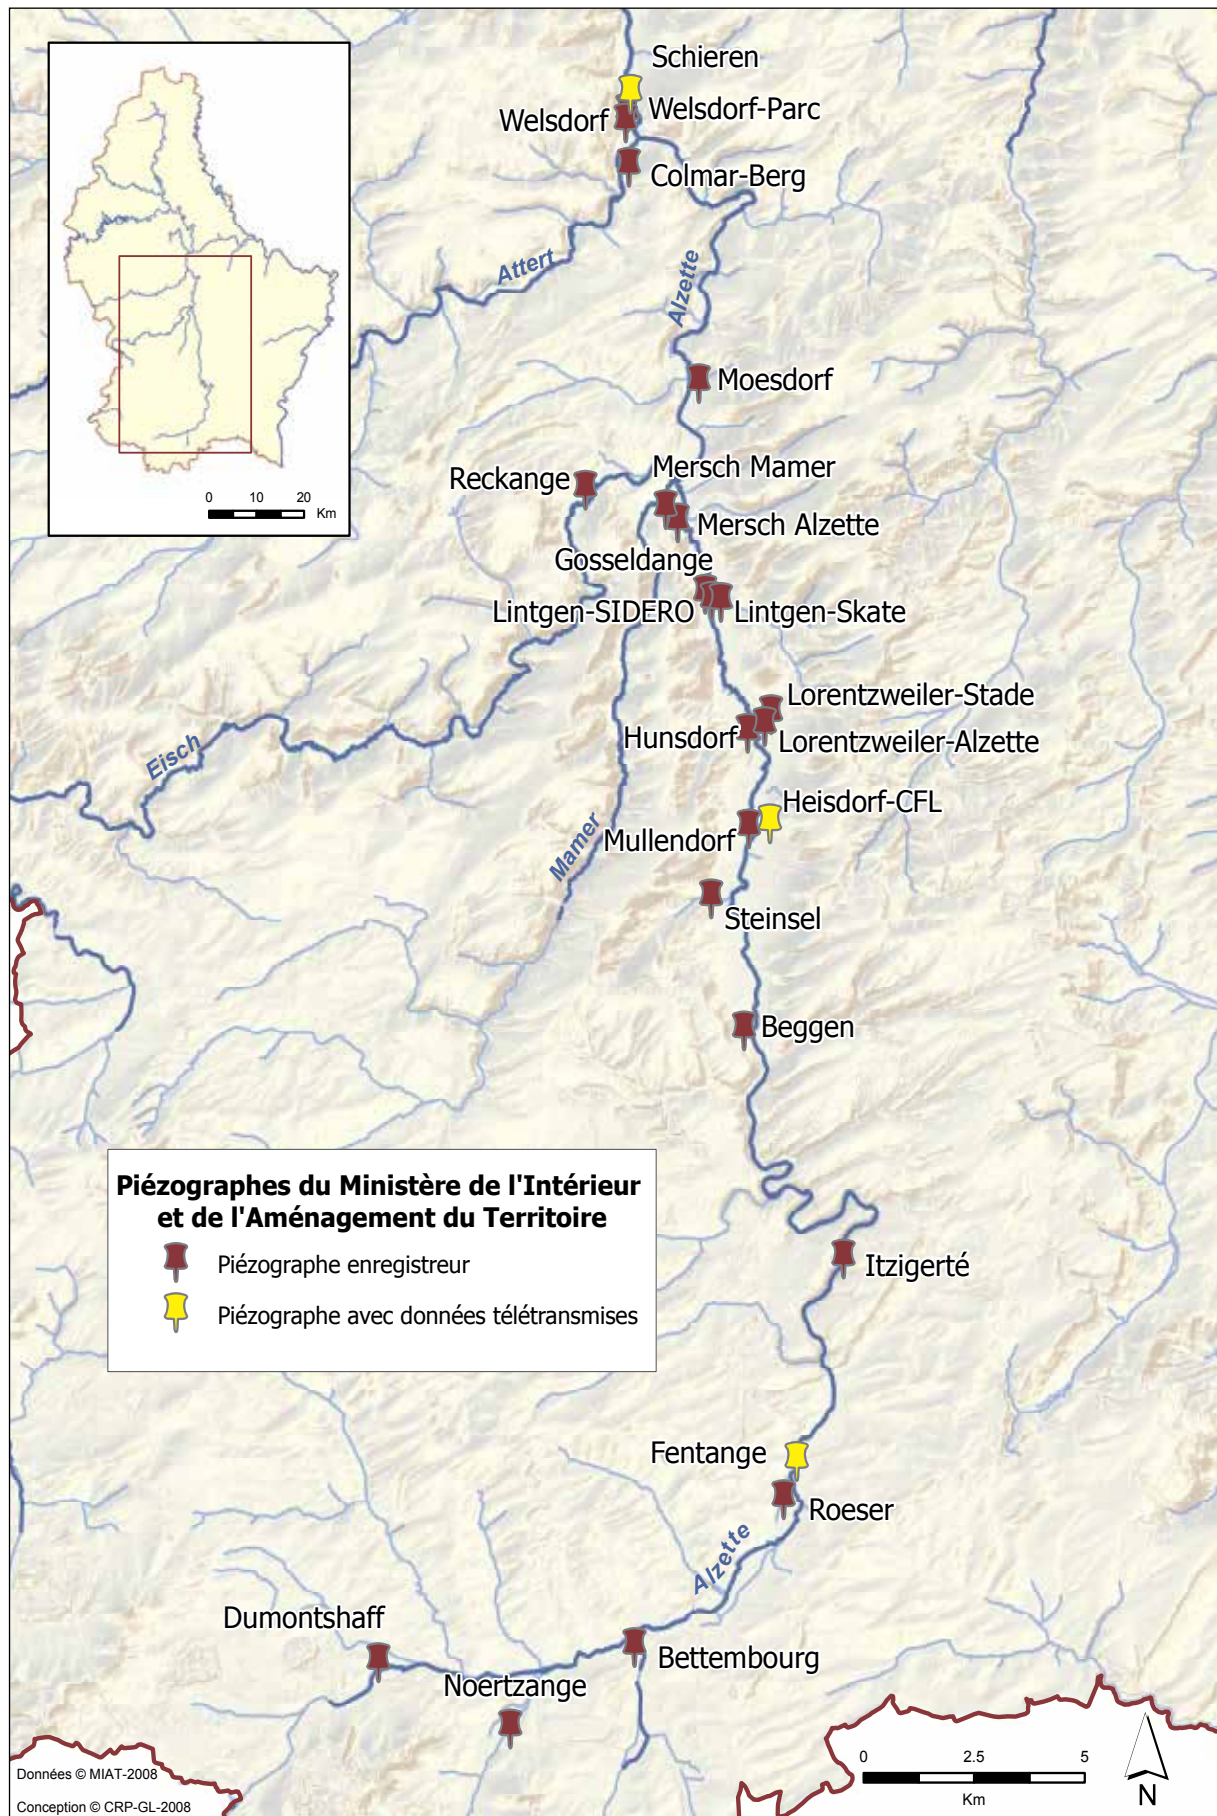 Schieren
Welsdorf-Parc
Welsdorf
Colmar-Berg
Attert
Alzette
Moesdorf
Mersch Mamer
Reckange
Mersch Alzette
Gosseldange
Lintgen-SIDERO
Lintgen-Skate
Lorentzweiler-Stade
Hunsdorf
Lorentzweiler-Alzette
Eisch
Heisdorf-CFL
Mullendorf
Mamer
Steinsel
Beggen
0 10 20
Km
Piézographes du Ministère de l'Intérieur
et de l'Aménagement du Territoire
Piézographe enregistreur
Piézographe avec données télétransmises
Itzigerté
Fentange
Roeser
Alzette
Dumontshaff
Bettembourg
Noertzange
Données © MIAT-2008
Conception © CRP-GL-2008
0 2.5 5
Km
N